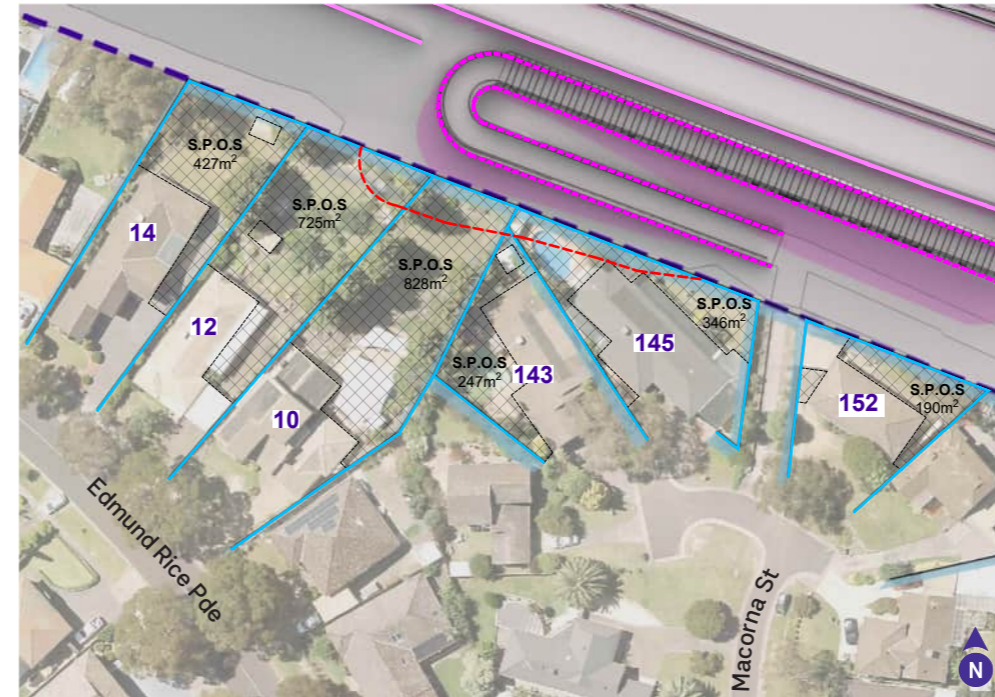 S.P.O.S
427m²
14
S.P.O.S
725m²
12
S.P.O.S
828m²
10
S.P.O.S
247m²
143
145
S.P.O.S
346m²
152
S.P.O.S
190m²
Edmund Rice Pde
Macorna St
N